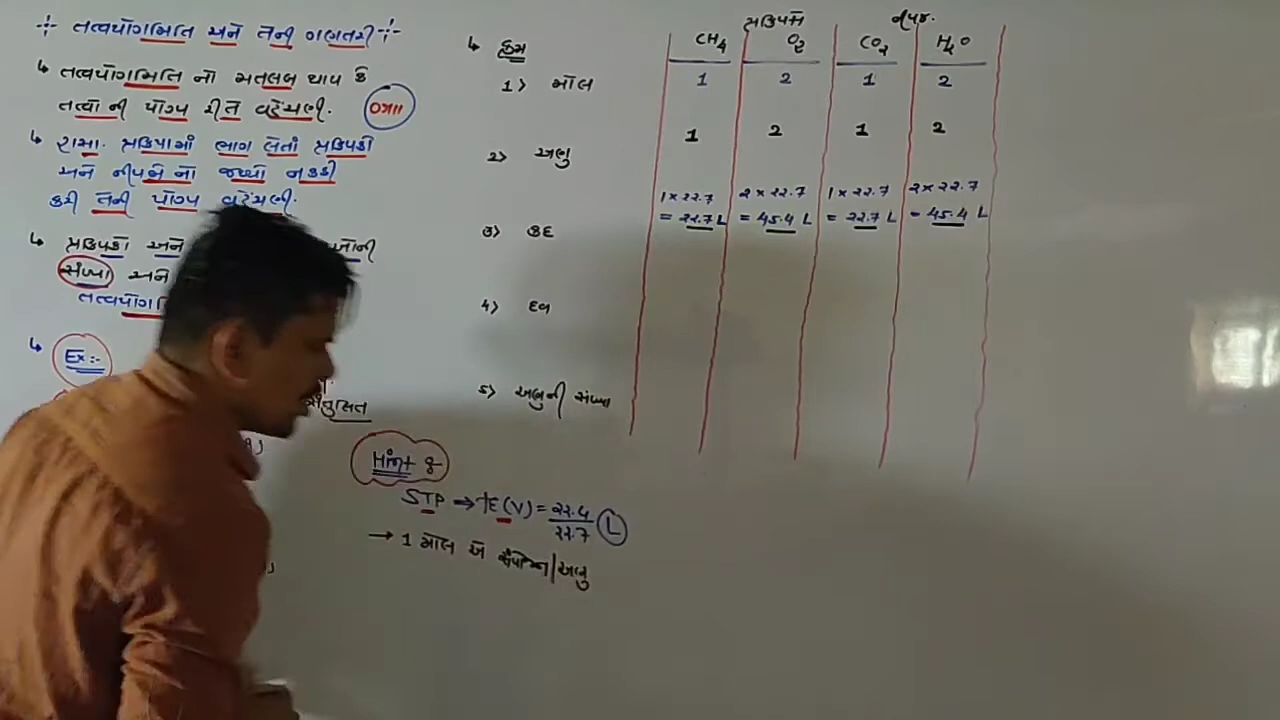 તત્વયોગમિતિ અને તેની ગણતરી
તત્વયોગમિતિ નો મતલબ થાય કે
તત્વો ની યોગ્ય રીતે વહેંચણી.
રાસા. પ્રક્રિયામાં ભાગ લેતાં પ્રક્રિયકો
અને નીપજો નો જથ્થો નક્કી
કરી તેની યોગ્ય વહેંચણી.
પ્રક્રિયકો અને
સંખ્યા અને
Ex:-
ક્રમ
1) મોલ
2) અણુ
3) કદ
4) દળ
5) અણુની સંખ્યા
પ્રક્રિયક નીપજ.
CH4 O2 CO2 H2O
1 2 1 2
1 2 1 2
1 × 22.7 2 × 22.7 1 × 22.7 2 × 22.7
= 22.7 L = 45.4 L = 22.7 L = 45.4 L
Hint
STP → કદ (V) = 22.4/22.7 L
→ 1 મોલ એ સંયોજન/અણુ